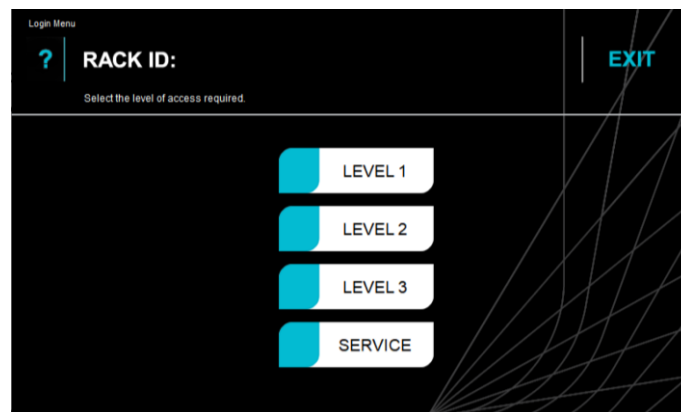 Login Menu
? RACK ID: EXIT
Select the level of access required.
LEVEL 1
LEVEL 2
LEVEL 3
SERVICE